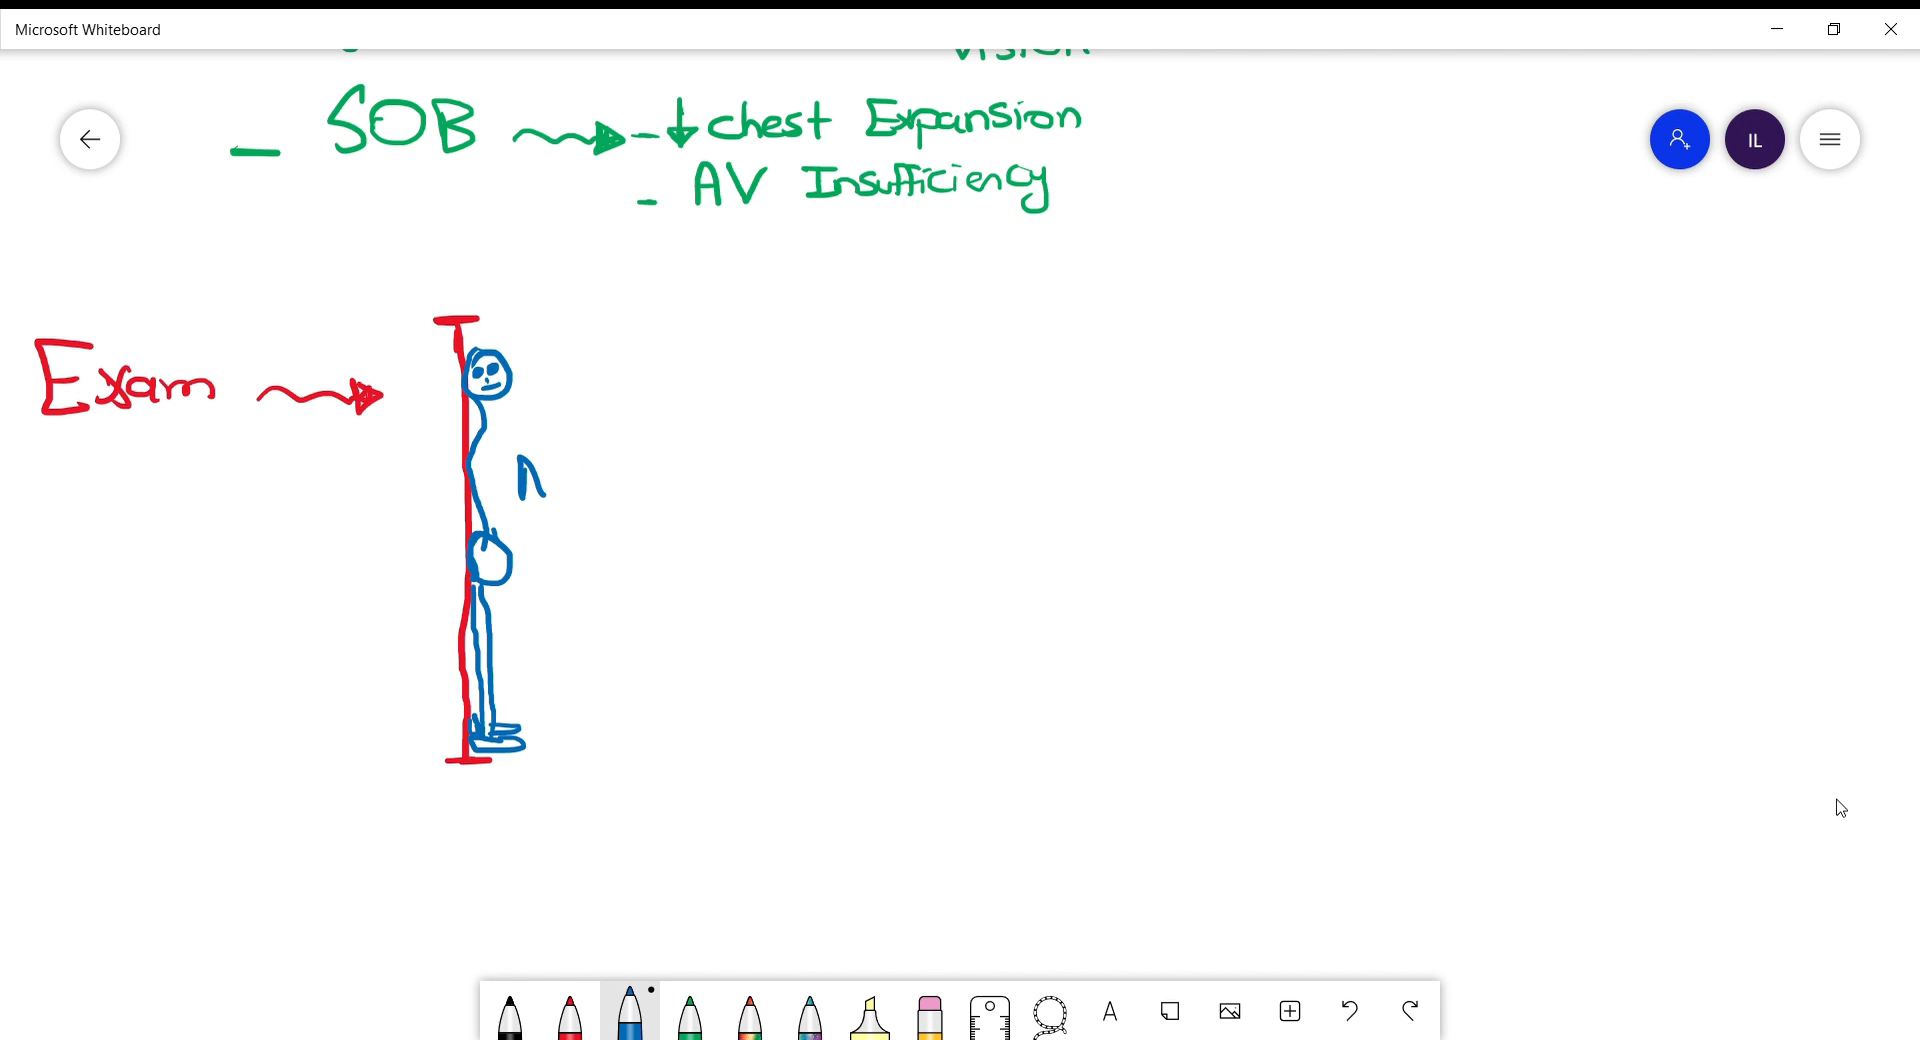 Microsoft Whiteboard
SOB - ↓ chest Expansion
- AV Insufficiency
IL
Exam